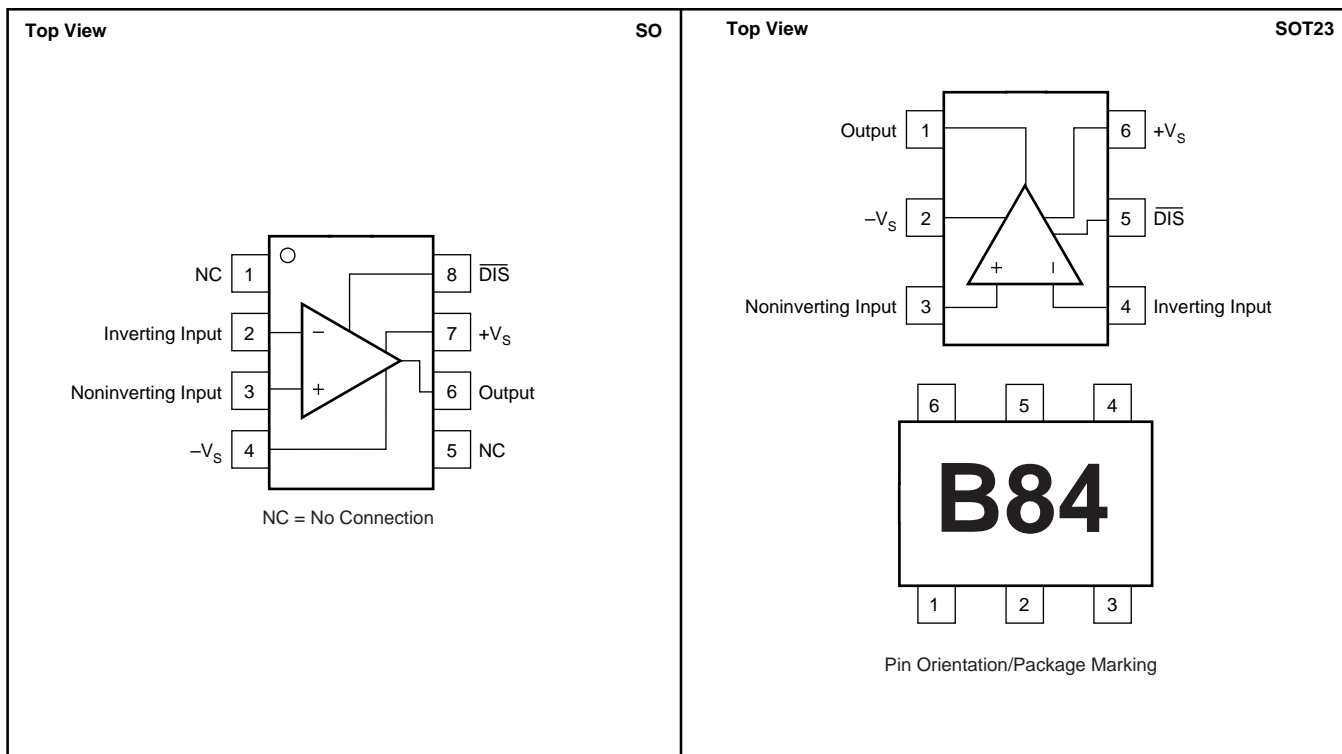 Top View
SO
NC 1
8 D̅I̅S̅
Inverting Input 2
−
7 +VS
Noninverting Input 3
+
6 Output
–VS 4
5 NC
NC = No Connection
Top View
SOT23
Output 1
6 +VS
–VS 2
5 D̅I̅S̅
+ −
Noninverting Input 3
4 Inverting Input
6 5 4
B84
1 2 3
Pin Orientation/Package Marking